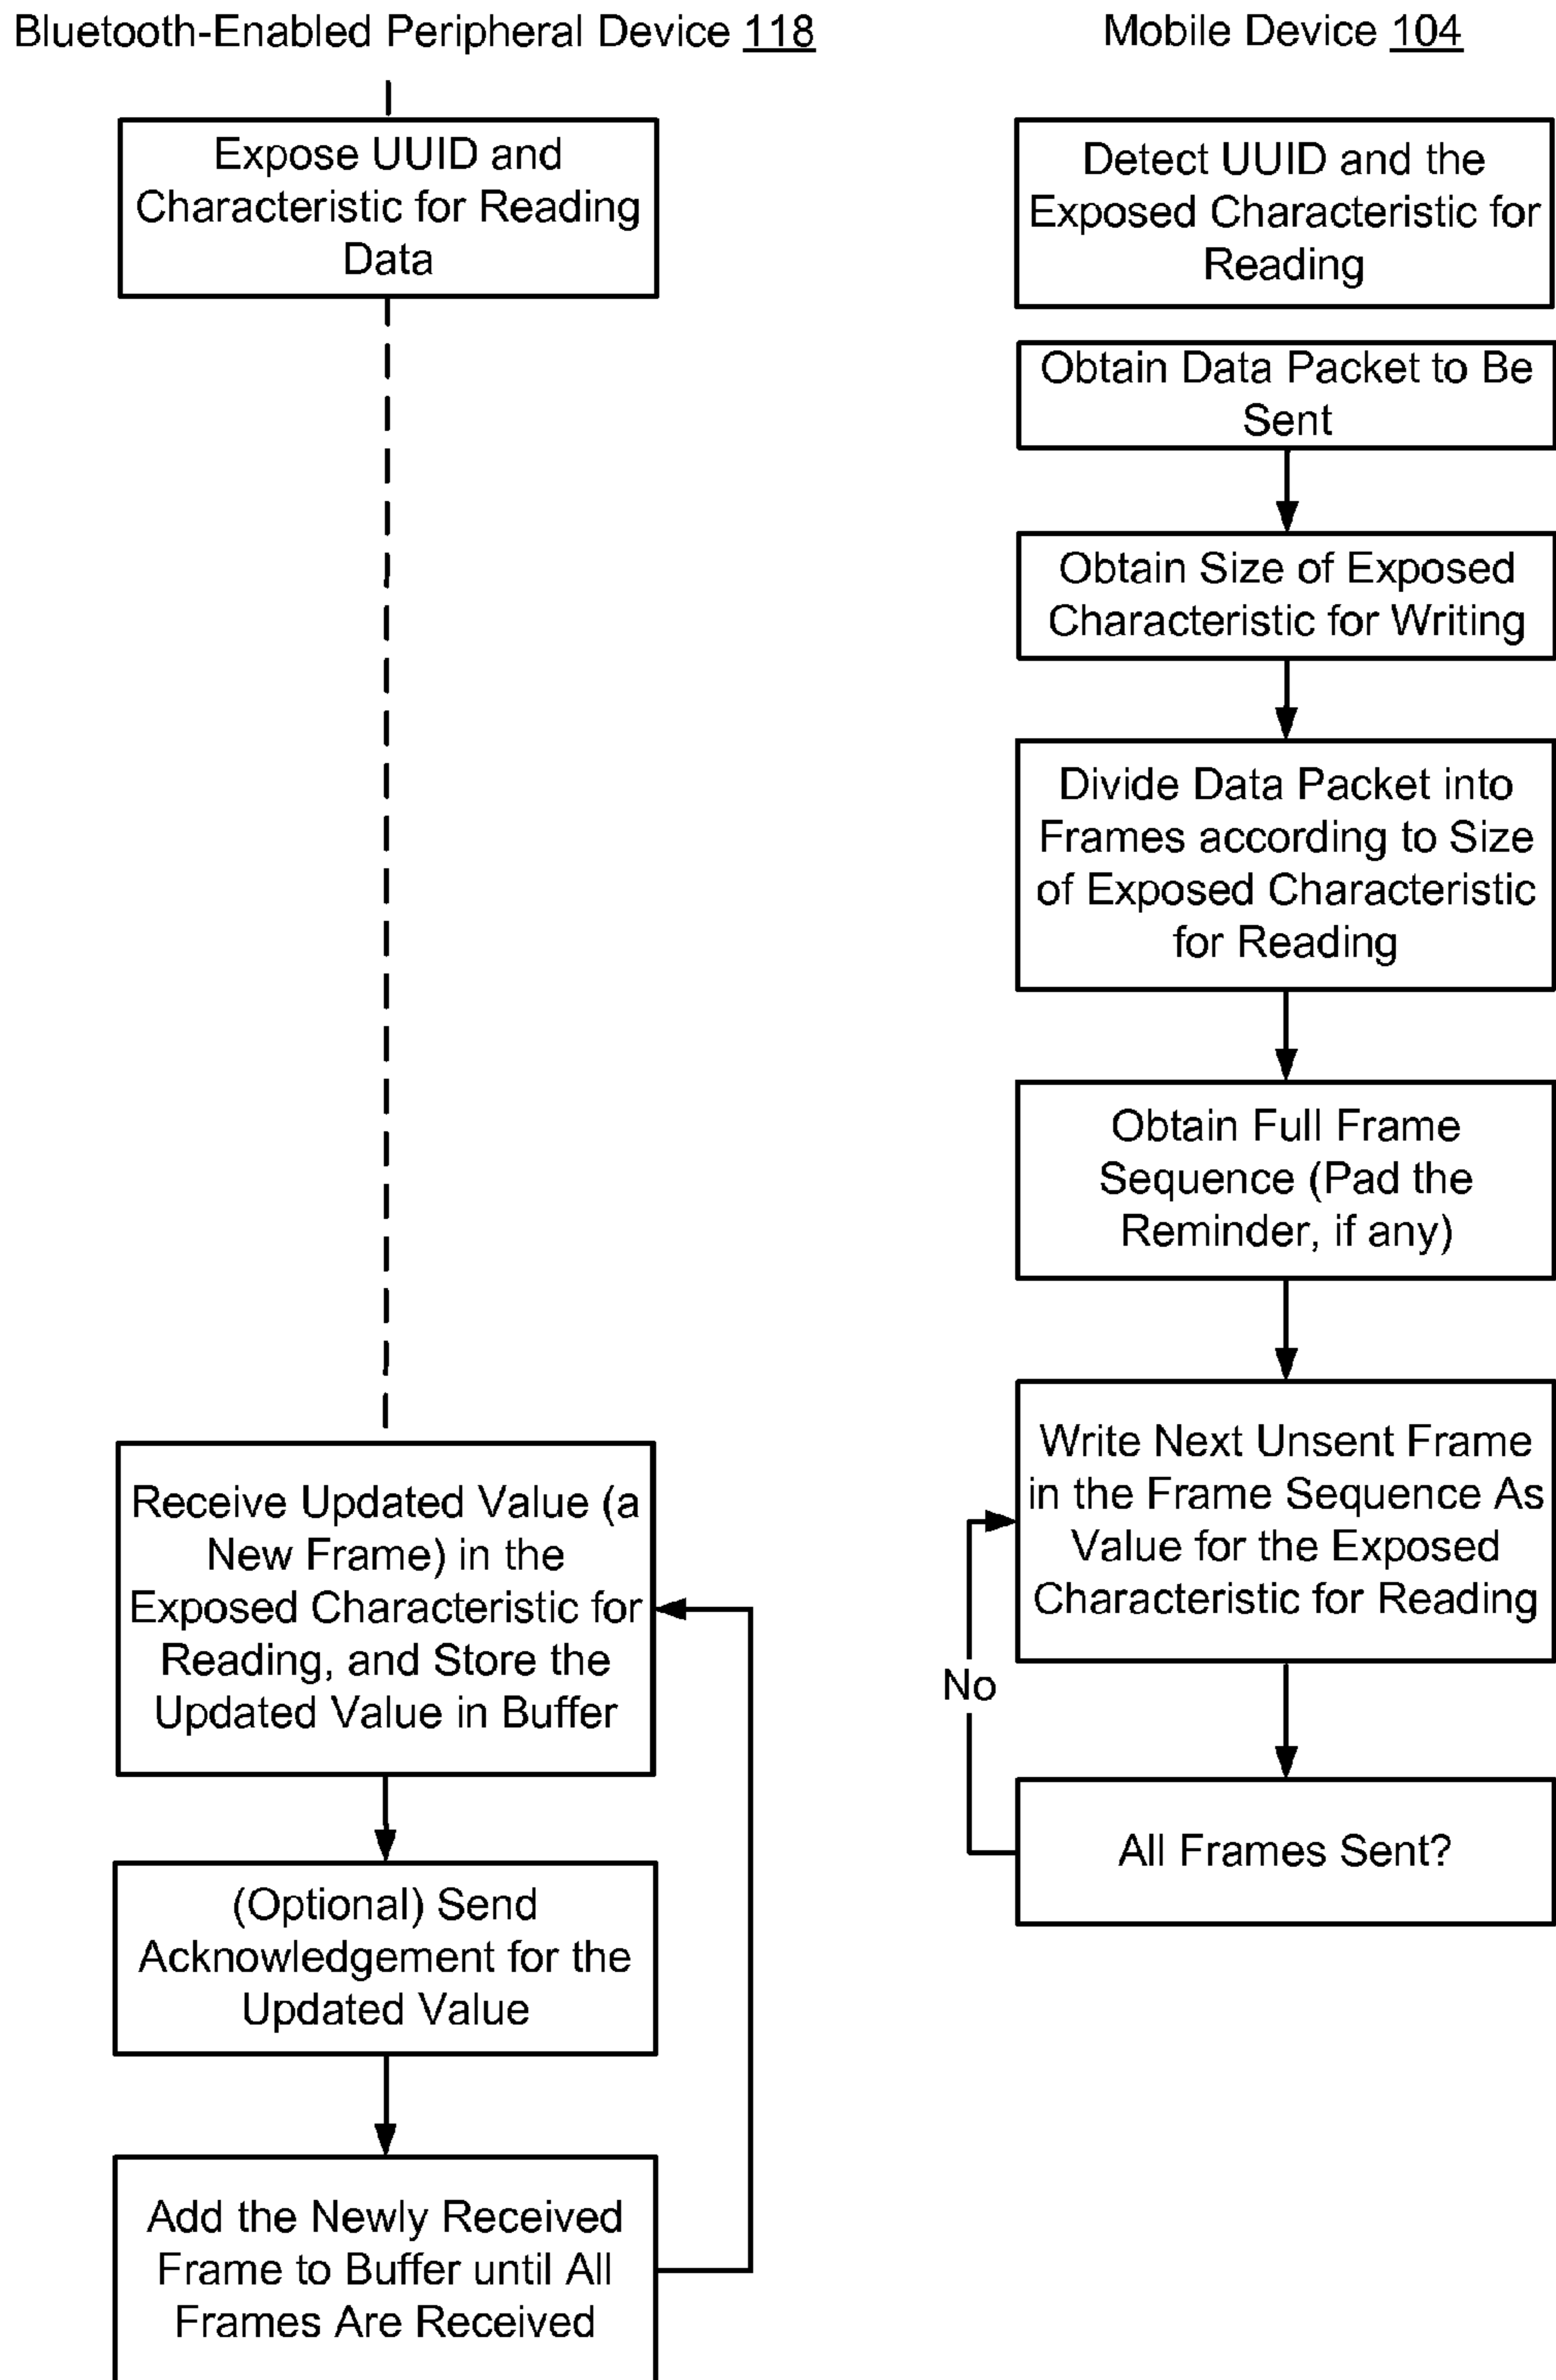 Bluetooth-Enabled Peripheral Device 118
Expose UUID and
Characteristic for Reading
Data
Receive Updated Value (a
New Frame) in the
Exposed Characteristic for
Reading, and Store the
Updated Value in Buffer
(Optional) Send
Acknowledgement for the
Updated Value
Add the Newly Received
Frame to Buffer until All
Frames Are Received
Mobile Device 104
Detect UUID and the
Exposed Characteristic for
Reading
Obtain Data Packet to Be
Sent
Obtain Size of Exposed
Characteristic for Writing
Divide Data Packet into
Frames according to Size
of Exposed Characteristic
for Reading
Obtain Full Frame
Sequence (Pad the
Reminder, if any)
Write Next Unsent Frame
in the Frame Sequence As
Value for the Exposed
Characteristic for Reading
No
All Frames Sent?